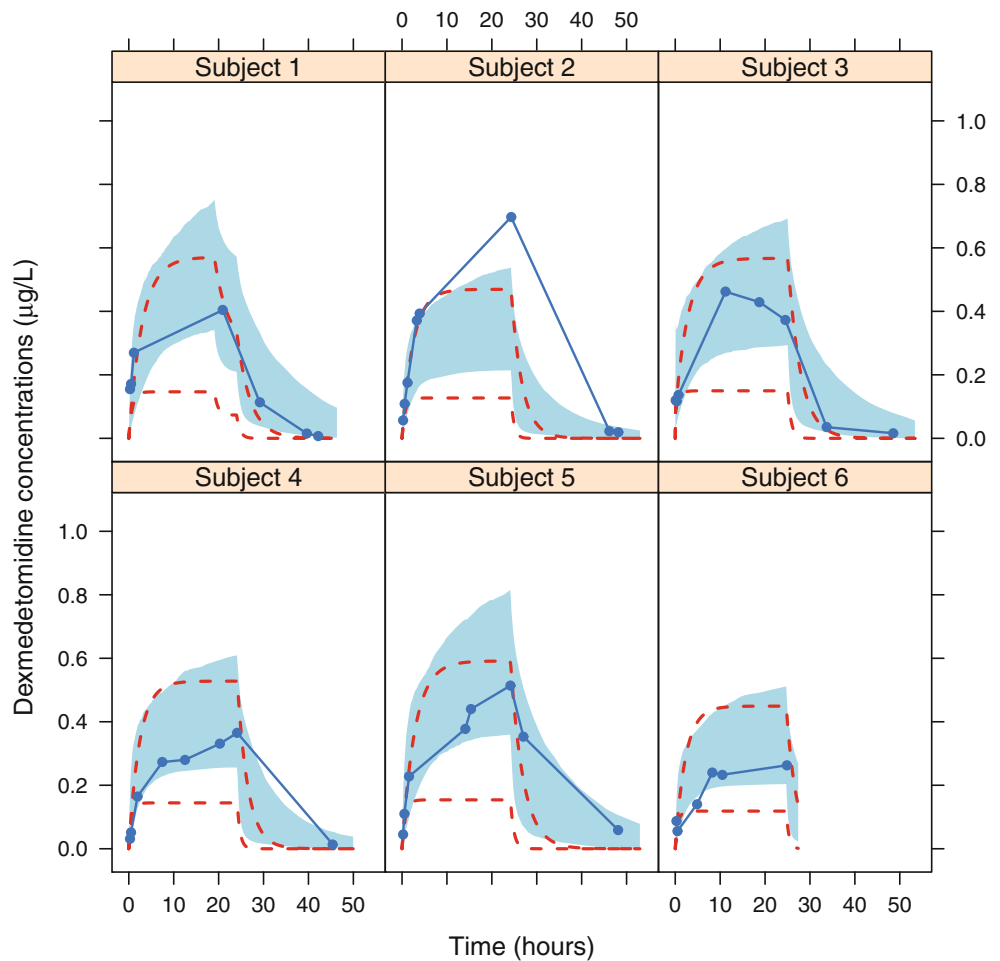 0 10 20 30 40 50
Subject 1 Subject 2 Subject 3
1.0
0.8
0.6
0.4
0.2
0.0
Subject 4 Subject 5 Subject 6
1.0
0.8
0.6
0.4
0.2
0.0
0 10 20 30 40 50 0 10 20 30 40 50
Time (hours)
Dexmedetomidine concentrations (μg/L)